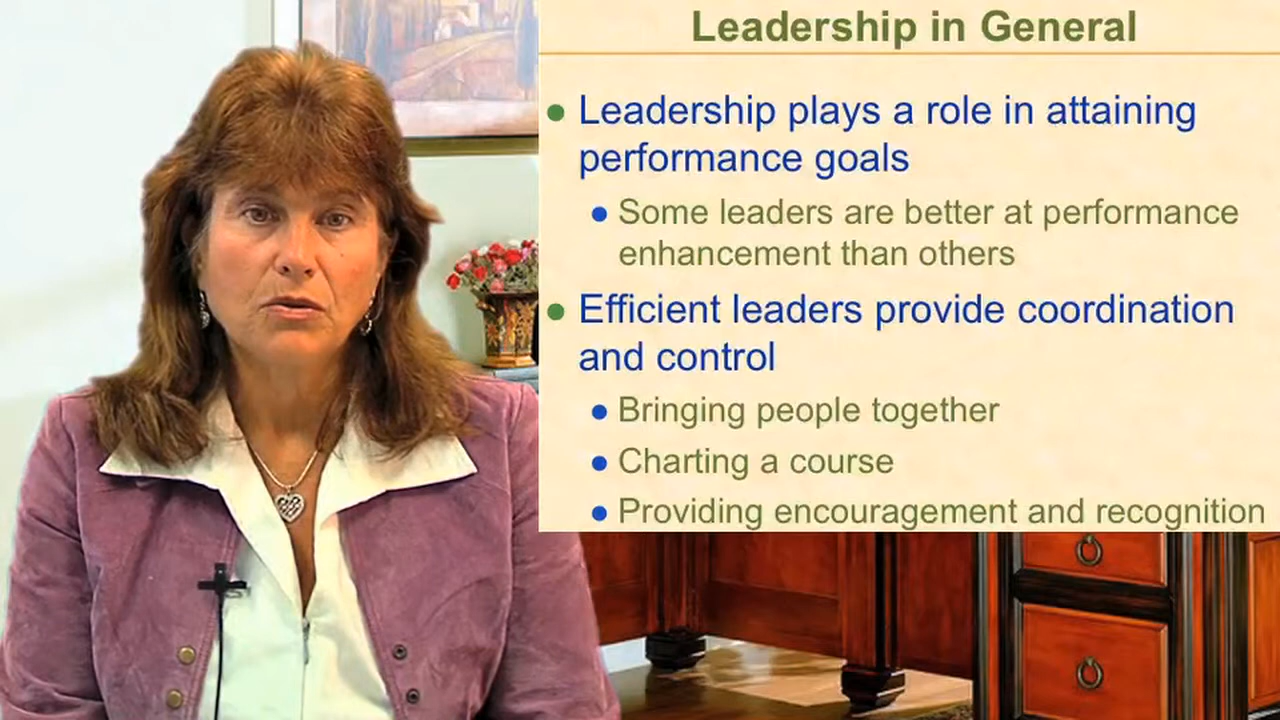 Leadership in General
● Leadership plays a role in attaining
performance goals
● Some leaders are better at performance
enhancement than others
● Efficient leaders provide coordination
and control
● Bringing people together
● Charting a course
● Providing encouragement and recognition